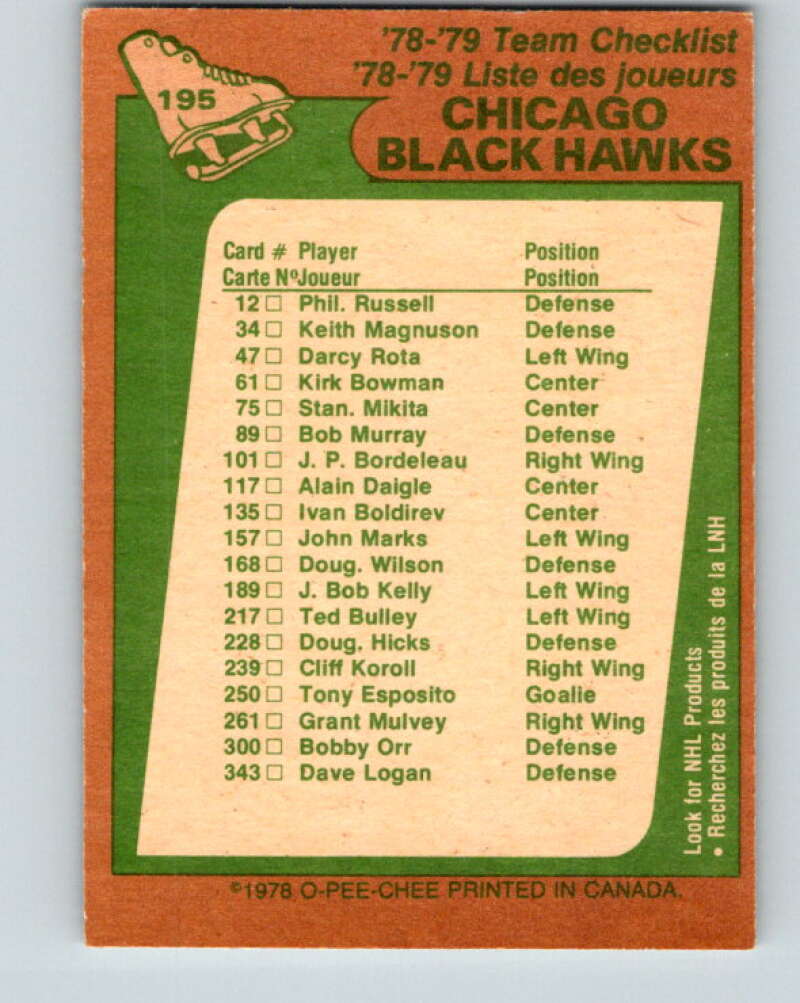 195
'78-'79 Team Checklist
'78-'79 Liste des joueurs
CHICAGO
BLACK HAWKS
Card # Player Position
Carte Nº Joueur Position
12 □ Phil. Russell Defense
34 □ Keith Magnuson Defense
47 □ Darcy Rota Left Wing
61 □ Kirk Bowman Center
75 □ Stan. Mikita Center
89 □ Bob Murray Defense
101 □ J. P. Bordeleau Right Wing
117 □ Alain Daigle Center
135 □ Ivan Boldirev Center
157 □ John Marks Left Wing
168 □ Doug. Wilson Defense
189 □ J. Bob Kelly Left Wing
217 □ Ted Bulley Left Wing
228 □ Doug. Hicks Defense
239 □ Cliff Koroll Right Wing
250 □ Tony Esposito Goalie
261 □ Grant Mulvey Right Wing
300 □ Bobby Orr Defense
343 □ Dave Logan Defense
Look for NHL Products
• Recherchez les produits de la LNH
©1978 O-PEE-CHEE PRINTED IN CANADA.